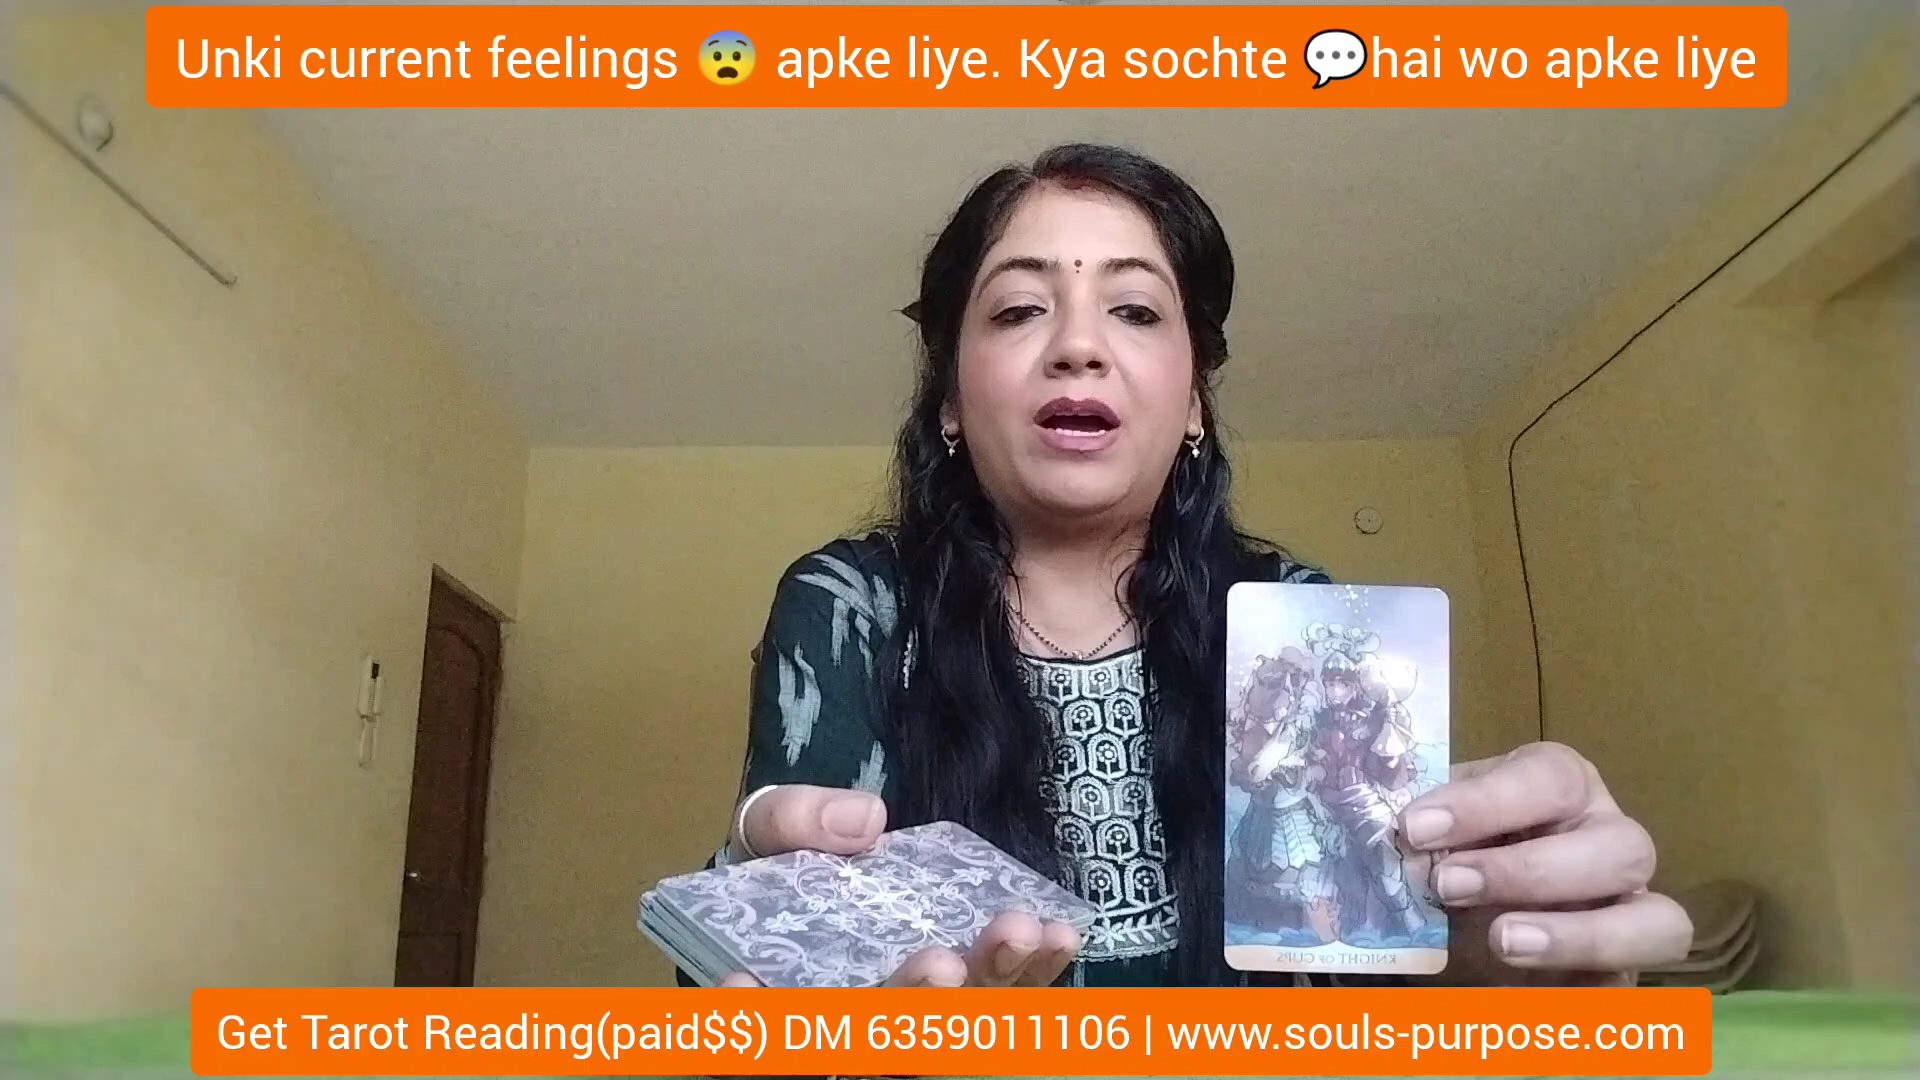 Unki current feelings 😨 apke liye. Kya sochte 💬hai wo apke liye
KNIGHT OF CUPS
Get Tarot Reading(paid$$) DM 6359011106 | www.souls-purpose.com